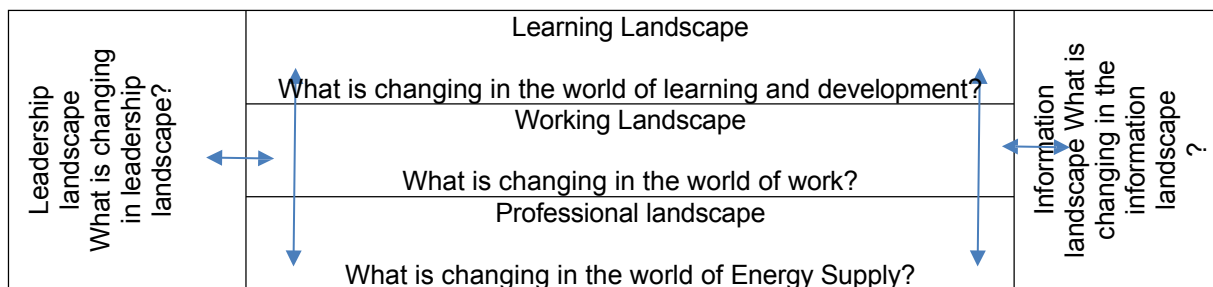 Leadership
landscape
What is changing
in leadership
landscape?
Learning Landscape
What is changing in the world of learning and development?
Working Landscape
What is changing in the world of work?
Professional landscape
What is changing in the world of Energy Supply?
Information
landscape What is
changing in the
information
landscape
?